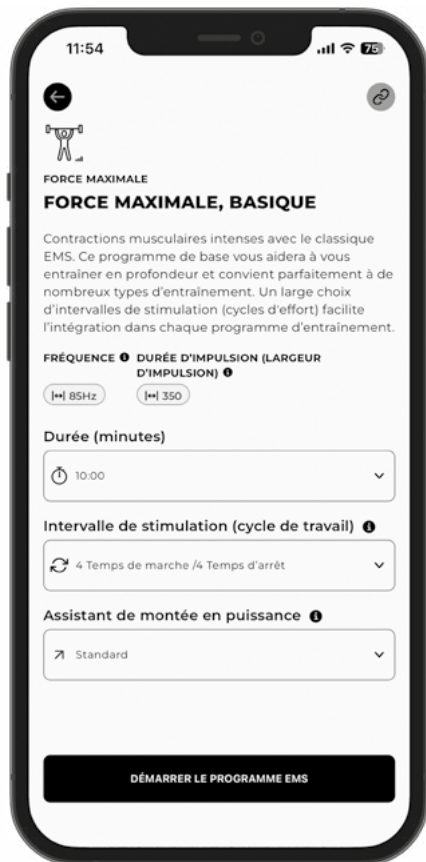 11:54
75
FORCE MAXIMALE
FORCE MAXIMALE, BASIQUE
Contractions musculaires intenses avec le classique
EMS. Ce programme de base vous aidera à vous
entraîner en profondeur et convient parfaitement à de
nombreux types d'entraînement. Un large choix
d'intervalles de stimulation (cycles d'effort) facilite
l'intégration dans chaque programme d'entraînement.
FRÉQUENCE DURÉE D'IMPULSION (LARGEUR
D'IMPULSION)
85Hz 350
Durée (minutes)
10:00
Intervalle de stimulation (cycle de travail)
4 Temps de marche /4 Temps d'arrêt
Assistant de montée en puissance
Standard
DÉMARRER LE PROGRAMME EMS